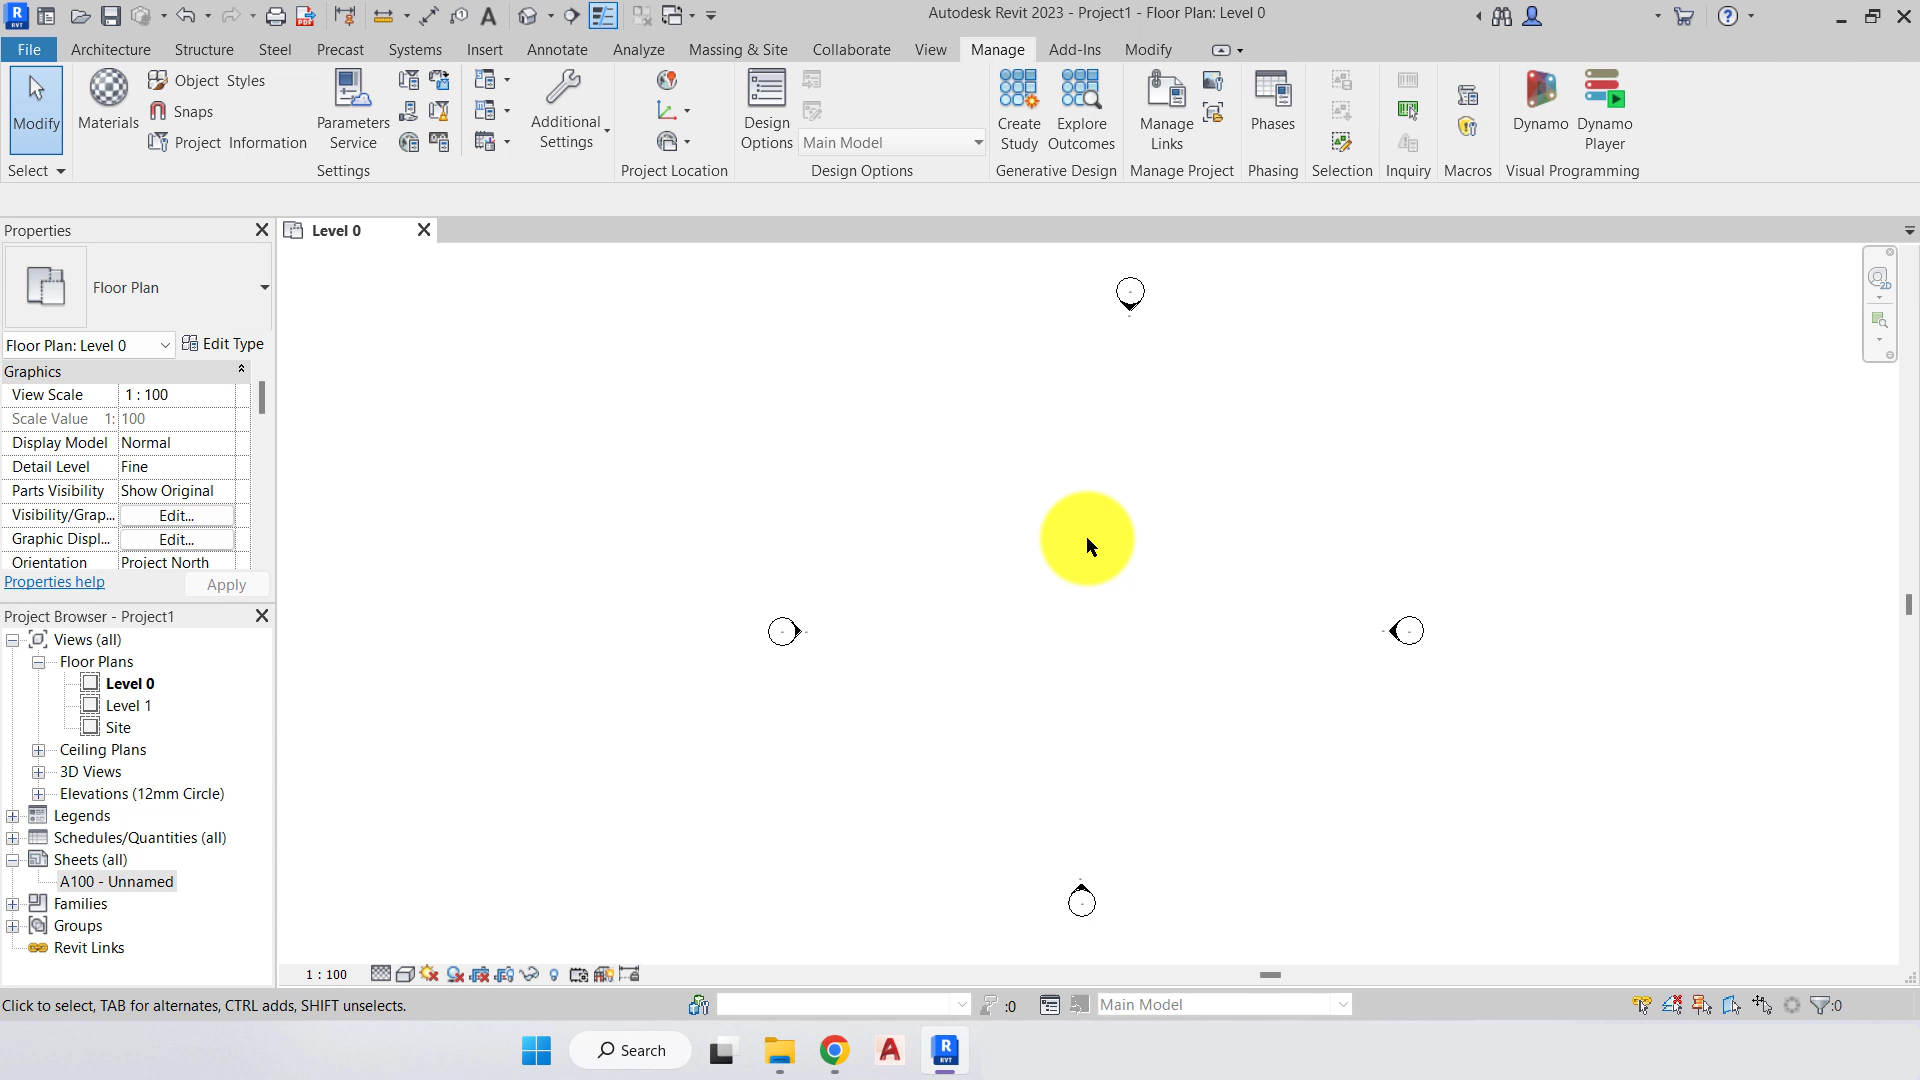 Autodesk Revit 2023 - Project1 - Floor Plan: Level 0
File Architecture Structure Steel Precast Systems Insert Annotate Analyze Massing & Site Collaborate View Manage Add-Ins Modify
Modify
Materials
Object Styles
Snaps
Project Information
Parameters
Service
Additional
Settings
Design
Options
Main Model
Create
Study
Explore
Outcomes
Manage
Links
Phases
Dynamo
Dynamo
Player
Select Settings Project Location Design Options Generative Design Manage Project Phasing Selection Inquiry Macros Visual Programming
Properties
Level 0
Floor Plan
Floor Plan: Level 0 Edit Type
Graphics
View Scale 1 : 100
Scale Value 1: 100
Display Model Normal
Detail Level Fine
Parts Visibility Show Original
Visibility/Grap... Edit...
Graphic Displ... Edit...
Orientation Project North
Properties help Apply
Project Browser - Project1
Views (all)
Floor Plans
Level 0
Level 1
Site
Ceiling Plans
3D Views
Elevations (12mm Circle)
Legends
Schedules/Quantities (all)
Sheets (all)
A100 - Unnamed
Families
Groups
Revit Links
2D
1 : 100
Click to select, TAB for alternates, CTRL adds, SHIFT unselects. :0 Main Model :0
Search
R
RVT